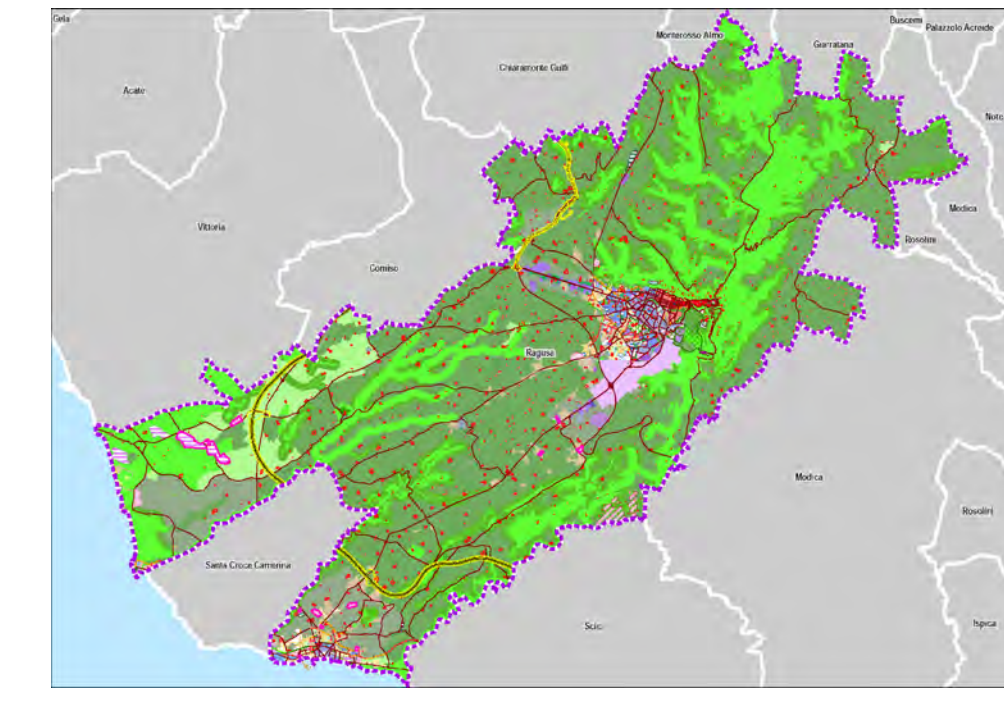 Gela
Buscemi
Palazzolo Acreide
Monterosso Almo
Giarratana
Chiaramonte Gulfi
Acate
Noto
Modica
Vittoria
Rosolini
Comiso
Ragusa
Modica
Rosolini
Santa Croce Camerina
Scicli
Ispica